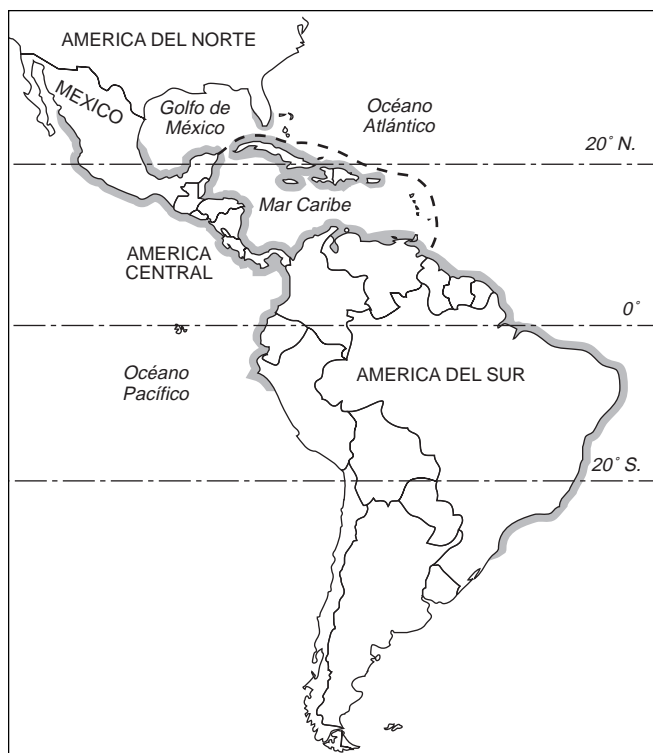 AMERICA DEL NORTE
MEXICO
Golfo de
México
Océano
Atlántico
20˚ N.
Mar Caribe
AMERICA
CENTRAL
0˚
Océano
Pacífico
AMERICA DEL SUR
20˚ S.